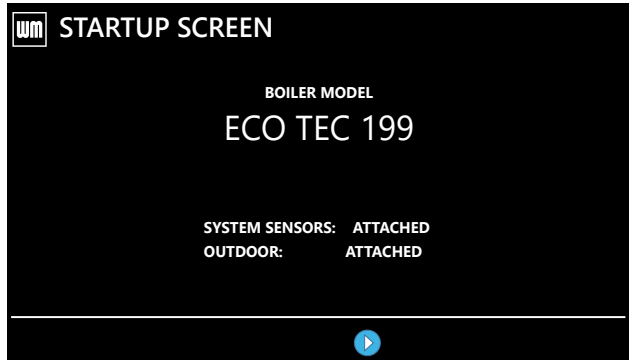 wm STARTUP SCREEN
BOILER MODEL
ECO TEC 199
SYSTEM SENSORS: ATTACHED
OUTDOOR: ATTACHED